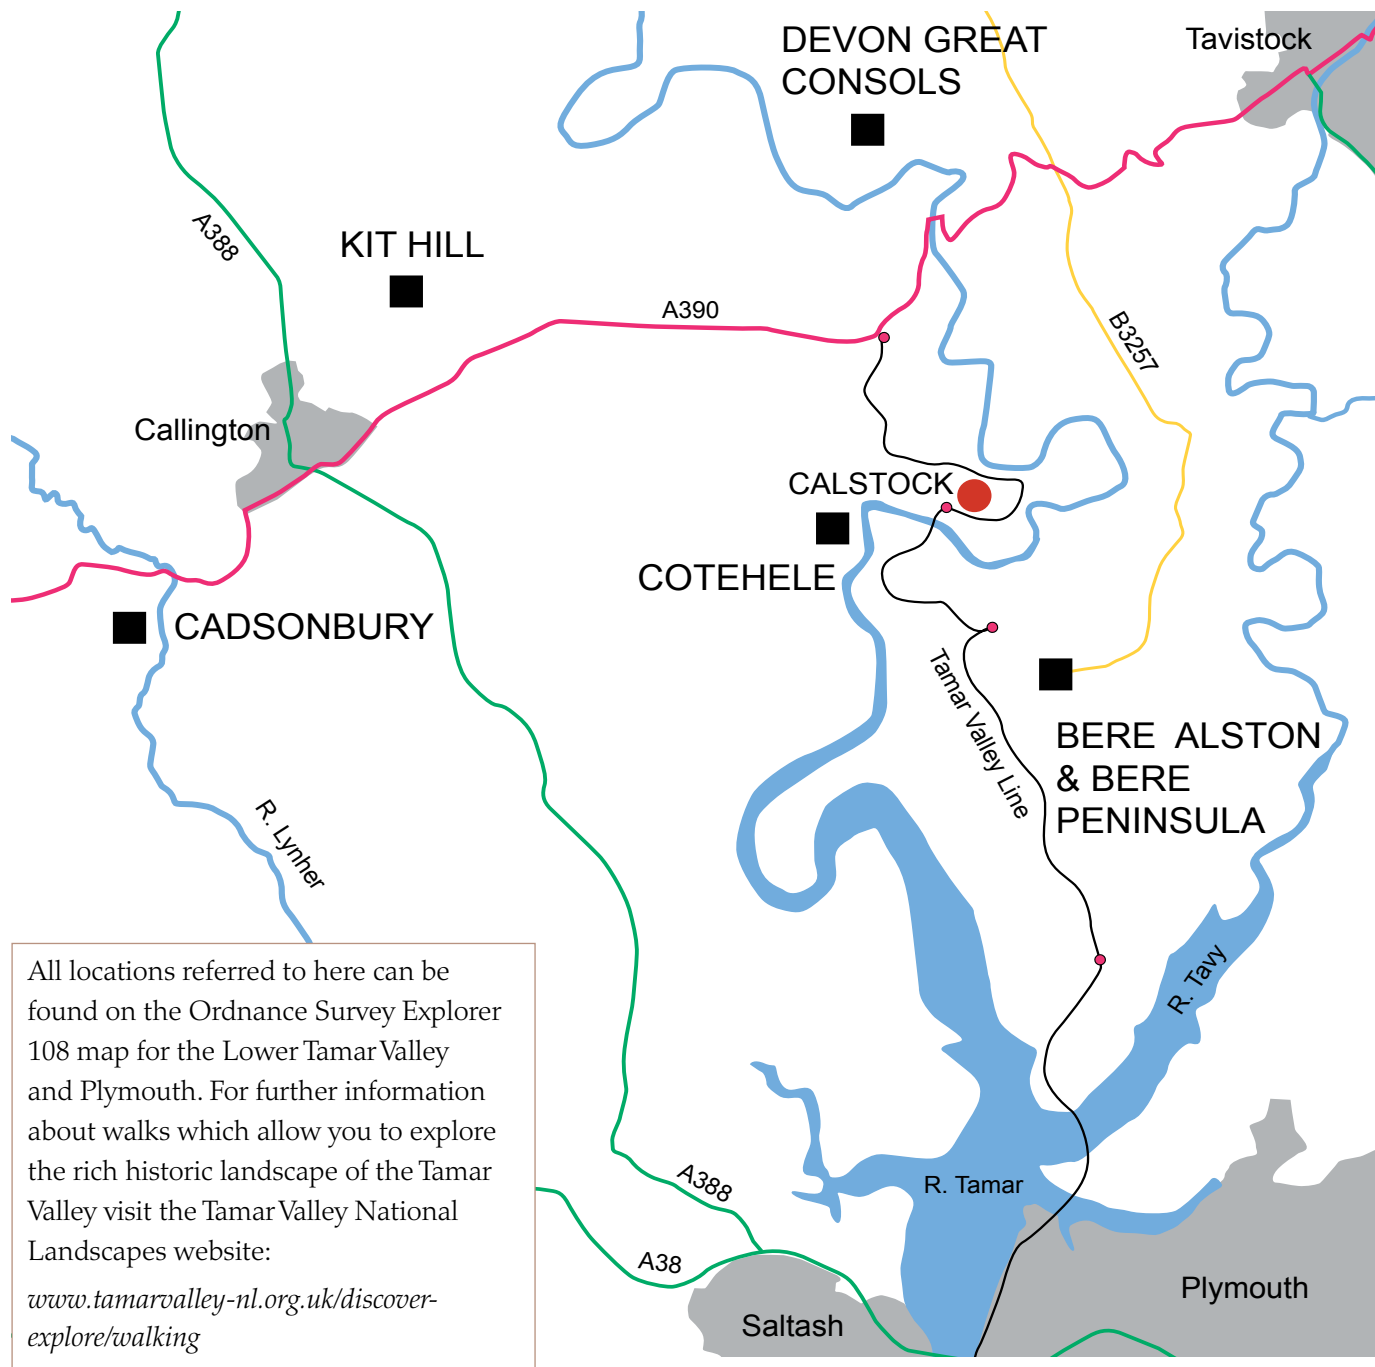 DEVON GREAT
CONSOLS
Tavistock
A388
KIT HILL
A390
B3257
Callington
CALSTOCK
COTEHELE
CADSONBURY
Tamar Valley Line
BERE ALSTON
& BERE
PENINSULA
R. Lynher
R. Tavy
All locations referred to here can be
found on the Ordnance Survey Explorer
108 map for the Lower Tamar Valley
and Plymouth. For further information
about walks which allow you to explore
the rich historic landscape of the Tamar
Valley visit the Tamar Valley National
Landscapes website:
www.tamarvalley-nl.org.uk/discover-
explore/walking
A388
R. Tamar
A38
Plymouth
Saltash